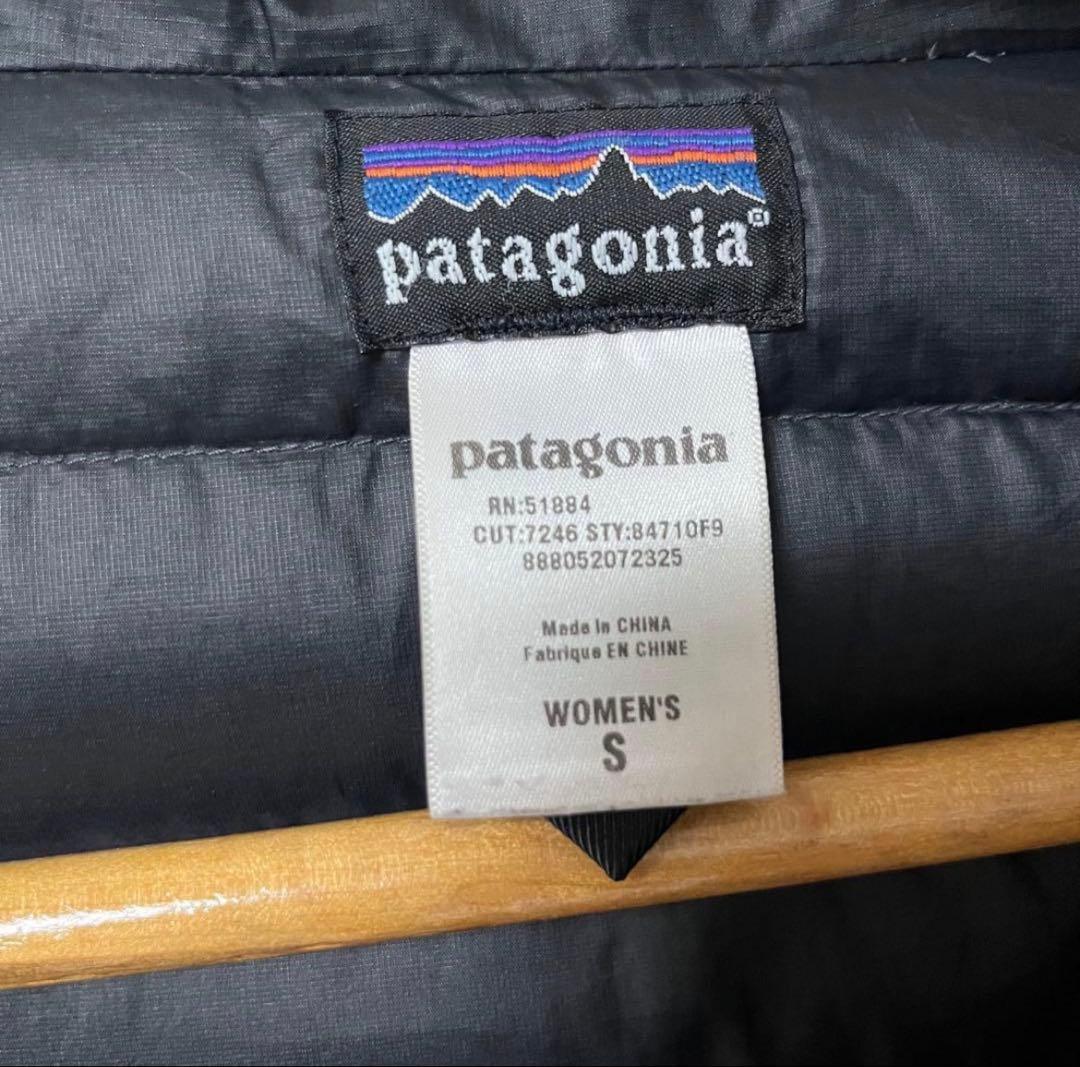 patagonia®
patagonia
RN:51884
CUT:7246 STY:84710F9
888052072325
Made in CHINA
Fabrique EN CHINE
WOMEN'S
S